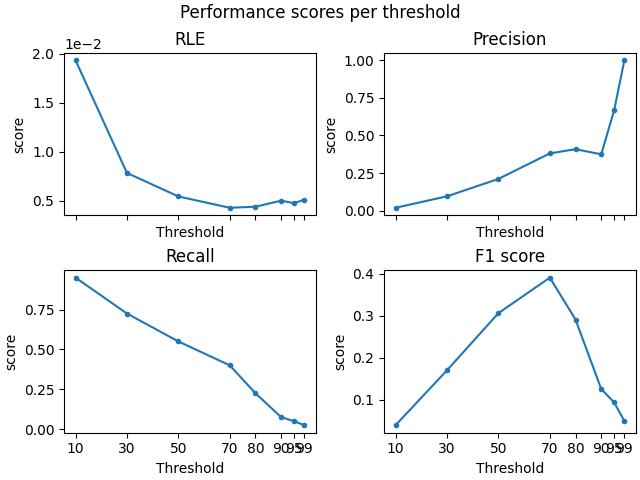 Performance scores per threshold
RLE
1e−2
2.0
1.5
1.0
0.5
score
Threshold
Precision
1.00
0.75
0.50
0.25
0.00
score
Threshold
Recall
0.75
0.50
0.25
0.00
score
10 30 50 70 80 90 95 99
Threshold
F1 score
0.4
0.3
0.2
0.1
score
10 30 50 70 80 90 95 99
Threshold